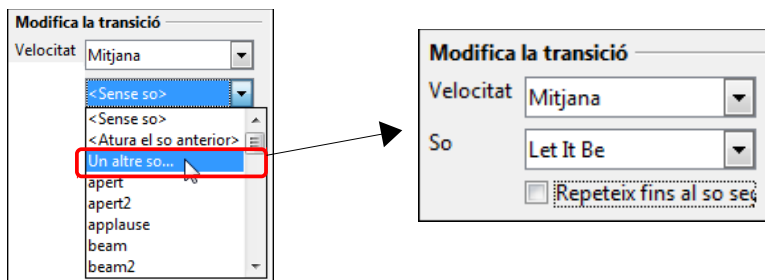 Modifica la transició
Velocitat Mitjana
<Sense so>
<Sense so>
<Atura el so anterior>
Un altre so...
apert
apert2
applause
beam
beam2
Modifica la transició
Velocitat Mitjana
So Let It Be
Repeteix fins al so